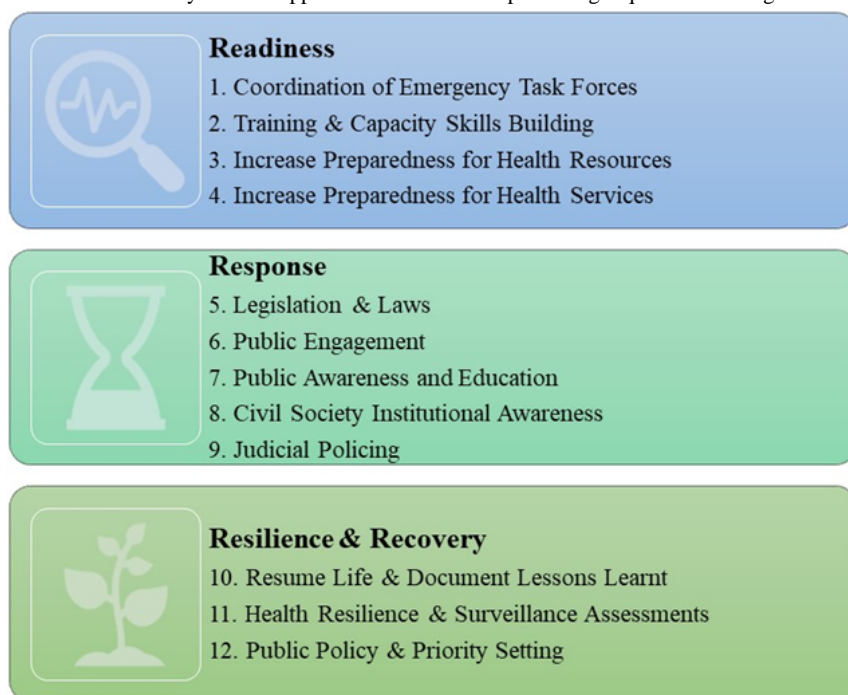 Readiness
1. Coordination of Emergency Task Forces
2. Training & Capacity Skills Building
3. Increase Preparedness for Health Resources
4. Increase Preparedness for Health Services
Response
5. Legislation & Laws
6. Public Engagement
7. Public Awareness and Education
8. Civil Society Institutional Awareness
9. Judicial Policing
Resilience & Recovery
10. Resume Life & Document Lessons Learnt
11. Health Resilience & Surveillance Assessments
12. Public Policy & Priority Setting